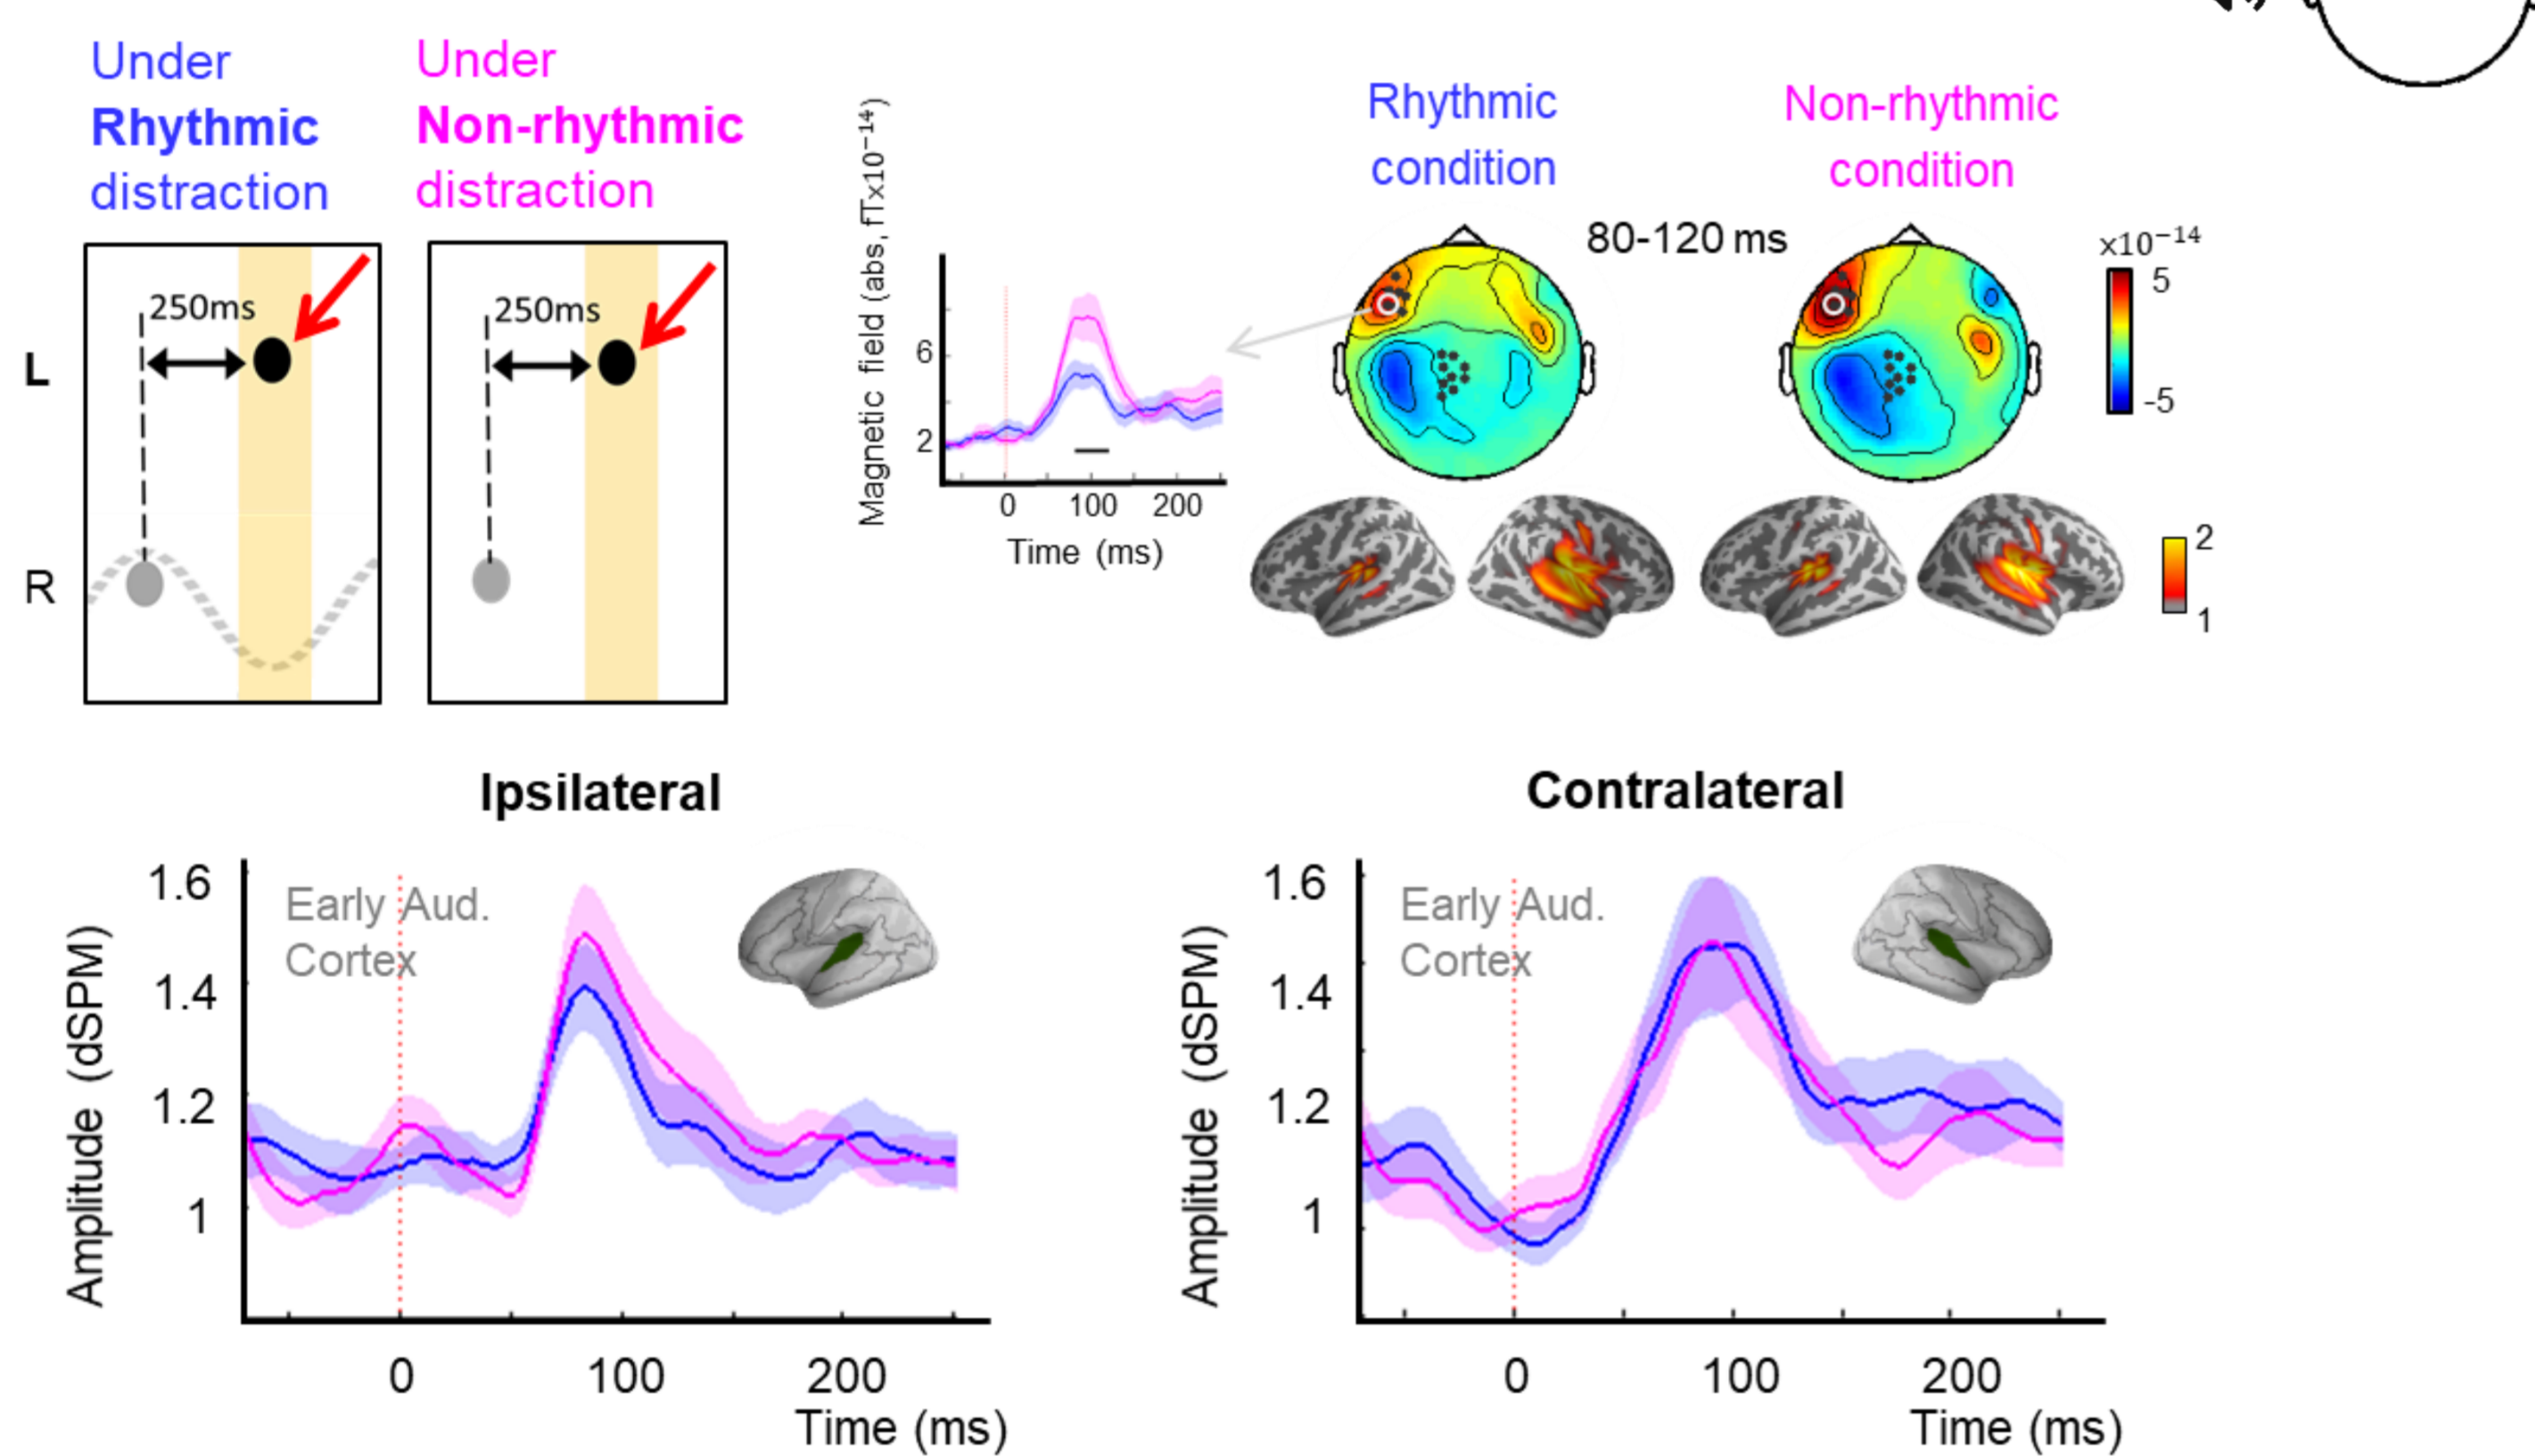 Under
Rhythmic
distraction
Under
Non-rhythmic
distraction
250ms
250ms
L
R
Magnetic field (abs, fTx10⁻¹⁴)
6
2
0 100 200
Time (ms)
Rhythmic
condition
80-120 ms
Non-rhythmic
condition
x10⁻¹⁴
5
-5
2
1
Ipsilateral
Early Aud.
Cortex
Amplitude (dSPM)
1.6
1.4
1.2
1
0 100 200
Time (ms)
Contralateral
Early Aud.
Cortex
Amplitude (dSPM)
1.6
1.4
1.2
1
0 100 200
Time (ms)